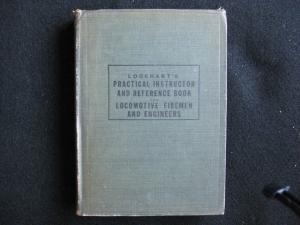 LOCKHART'S
PRACTICAL INSTRUCTOR
AND REFERENCE BOOK
LOCOMOTIVE FIREMEN
AND ENGINEERS